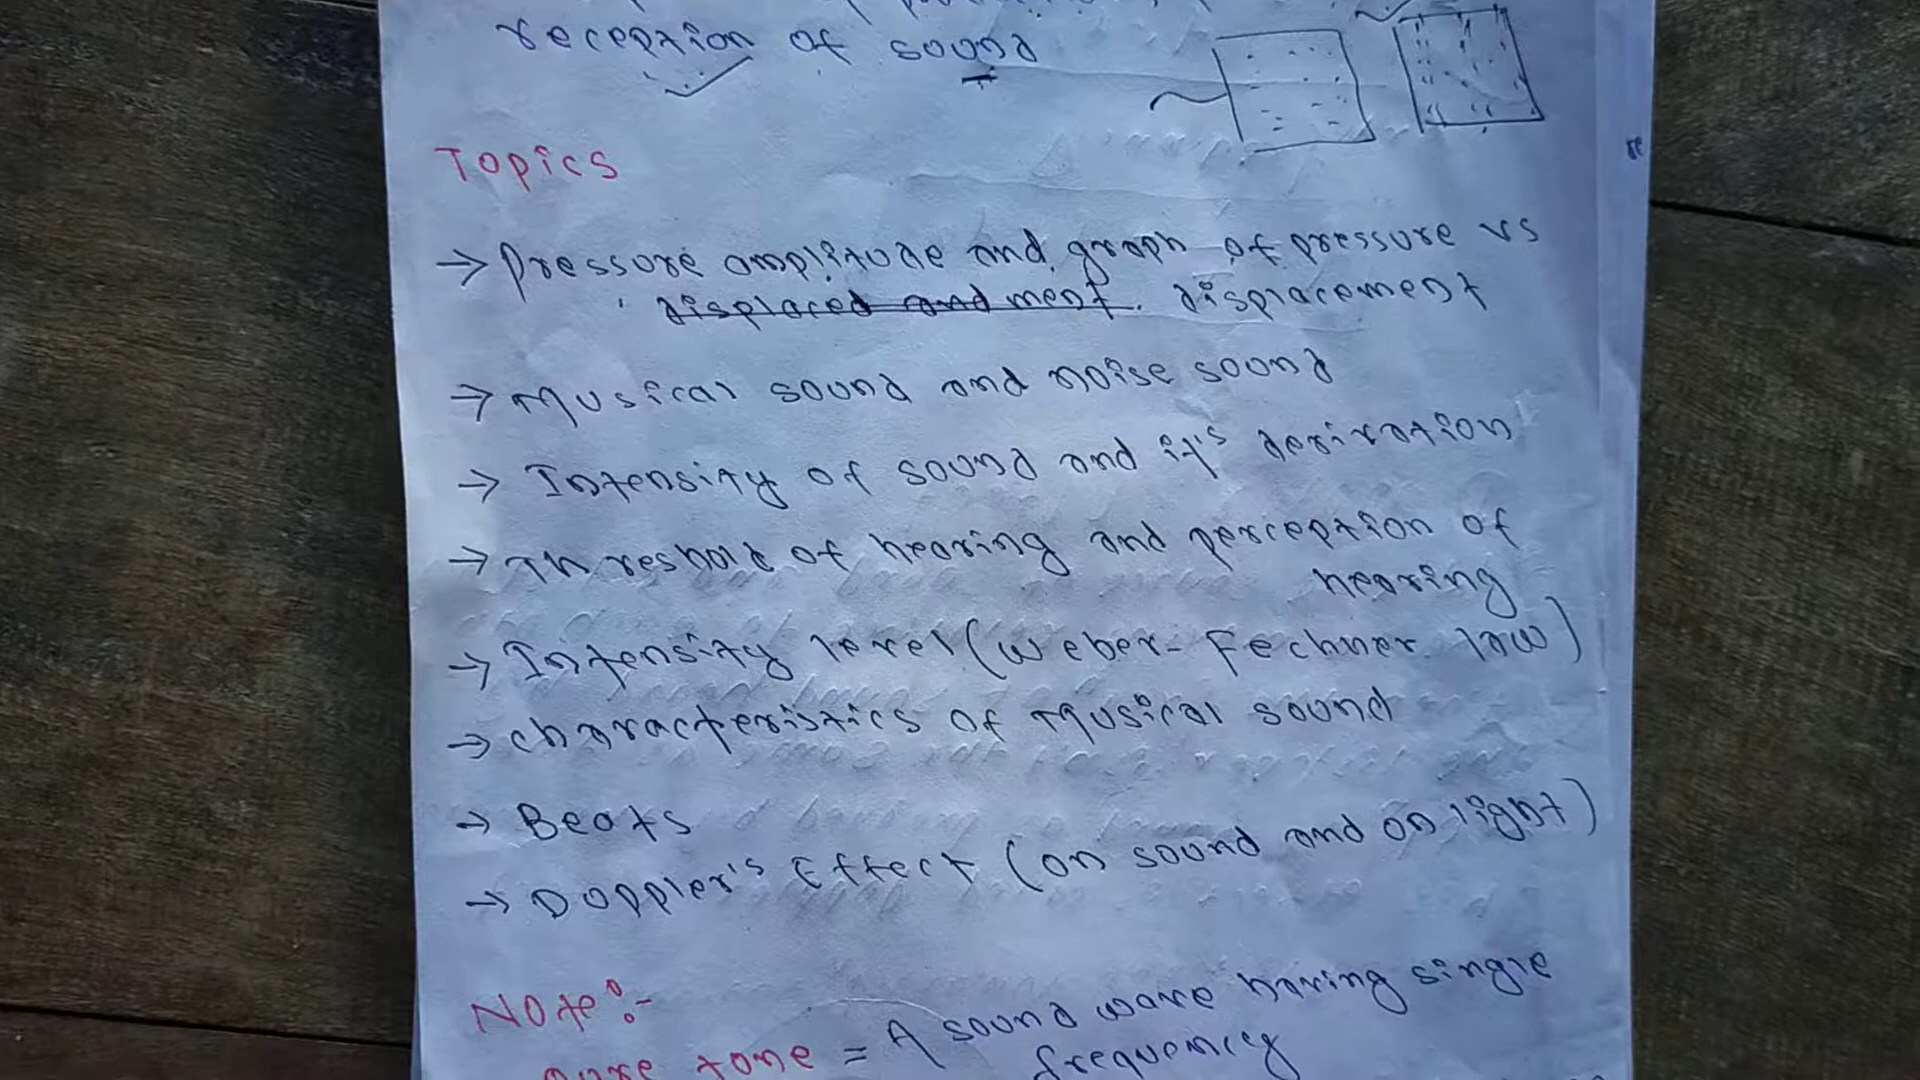 reception of sound
Topics
→ Pressure amplitude and graph of pressure vs
displaced and ment. displacement
→ Musical sound and noise sound
→ Intensity of sound and it's derivation
→ Threshold of hearing and perception of
hearing
→ Intensity level (Weber-Fechner law)
→ characteristics of Musical sound
→ Beats
→ Doppler's Effect (on sound and on light)
Note:-
pure tone = A sound wave having single
frequency